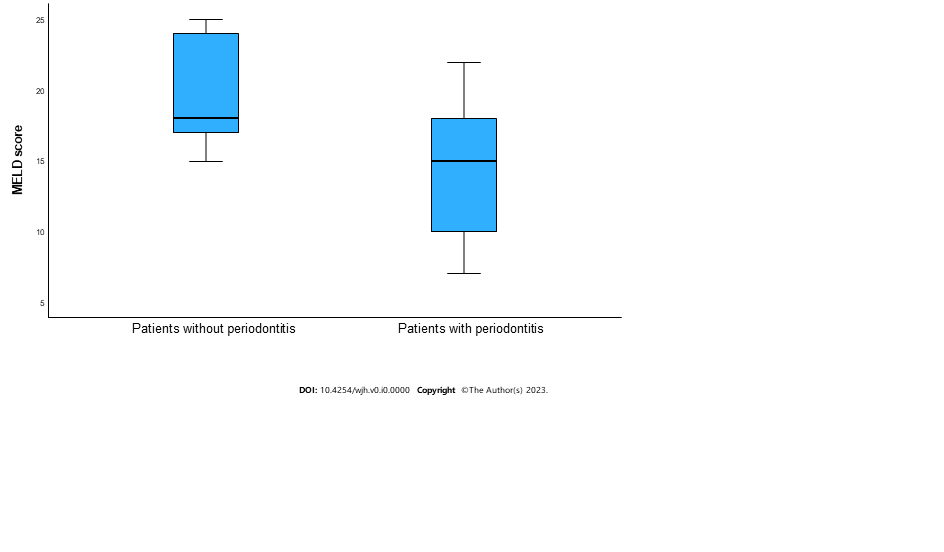 25
20
15
10
5
MELD score
Patients without periodontitis
Patients with periodontitis
DOI: 10.4254/wjh.v0.i0.0000 Copyright ©The Author(s) 2023.